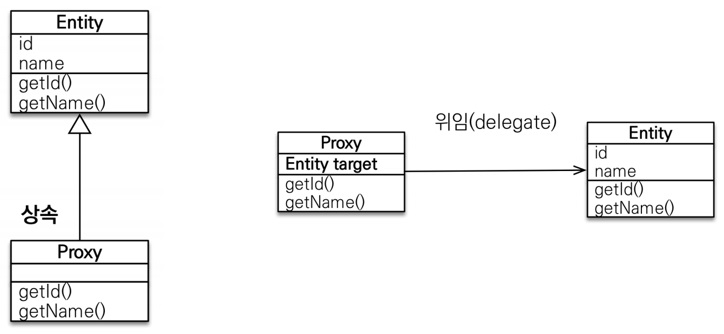 Entity
id
name
getId()
getName()
상속
Proxy
getId()
getName()
위임(delegate)
Proxy
Entity target
getId()
getName()
Entity
id
name
getId()
getName()